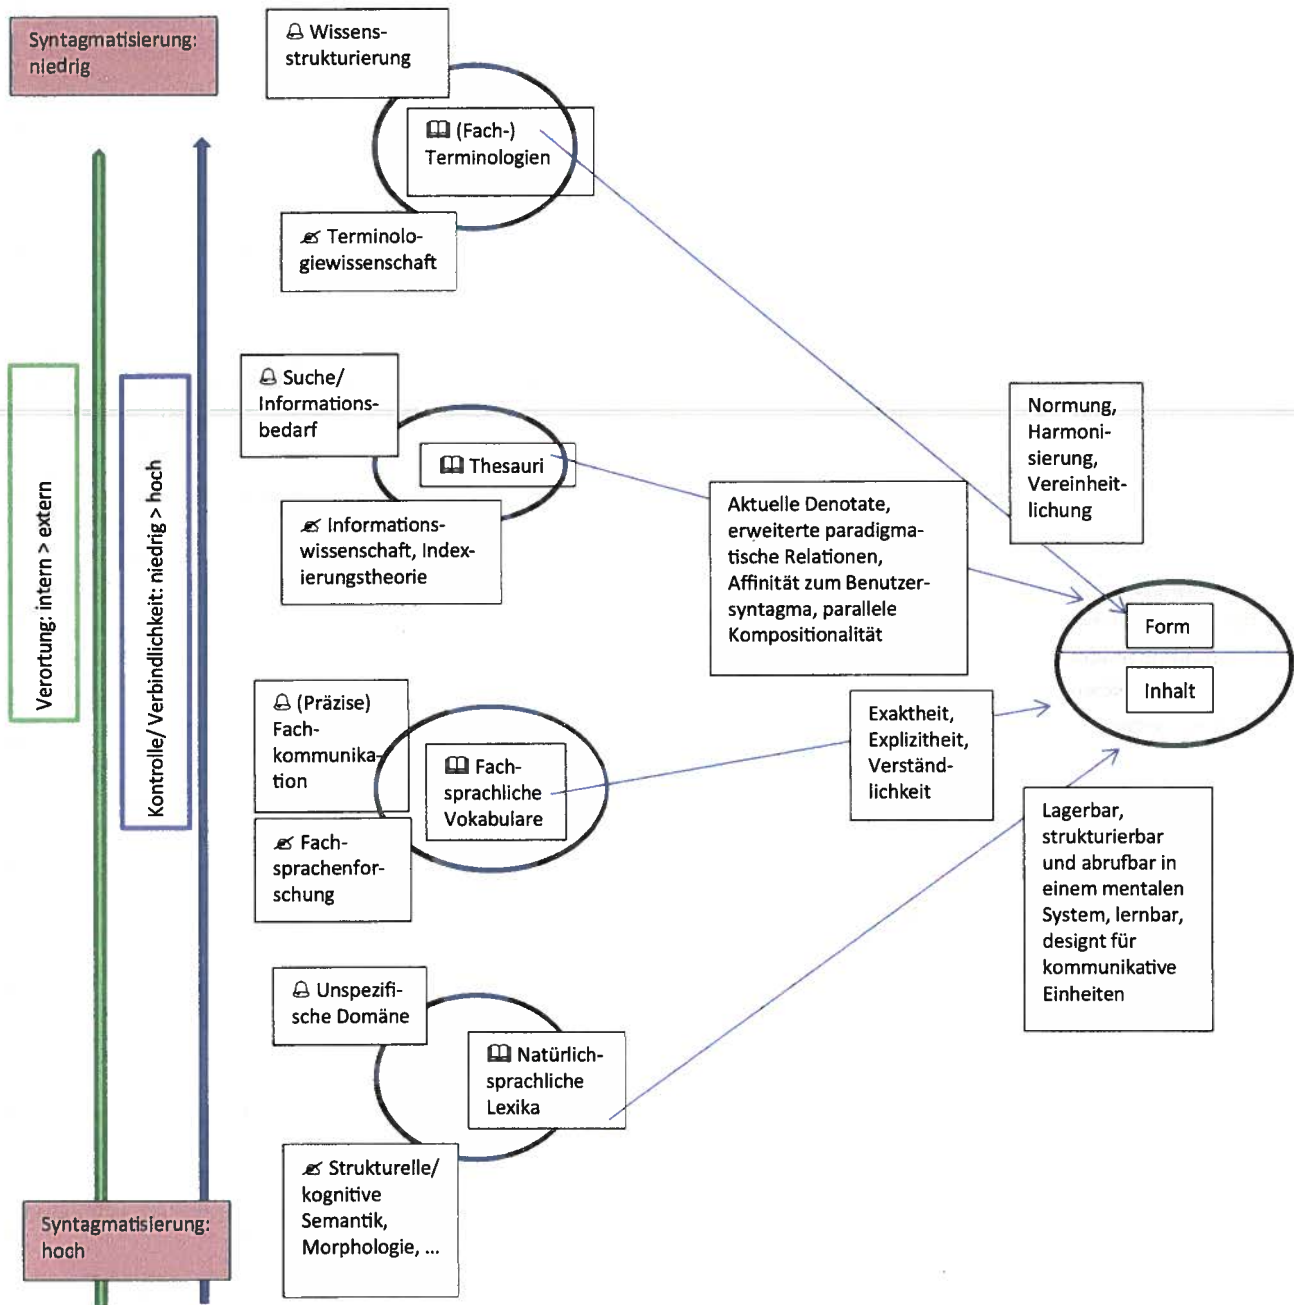 Syntagmatisierung:
niedrig
Wissens-
strukturierung
(Fach-)
Terminologien
Terminolo-
giewissenschaft
Verortung: intern > extern
Kontrolle/ Verbindlichkeit: niedrig > hoch
Suche/
Informations-
bedarf
Thesauri
Informations-
wissenschaft, Index-
ierungstheorie
Normung,
Harmoni-
sierung,
Vereinheit-
lichung
Aktuelle Denotate,
erweiterte paradigma-
tische Relationen,
Affinität zum Benutzer-
syntagma, parallele
Kompositionalität
Form
Inhalt
(Präzise)
Fach-
kommunika-
tion
Fach-
sprachliche
Vokabulare
Fach-
sprachenfor-
schung
Exaktheit,
Explizitheit,
Verständ-
lichkeit
Lagerbar,
strukturierbar
und abrufbar in
einem mentalen
System, lernbar,
designt für
kommunikative
Einheiten
Unspezifi-
sche Domäne
Natürlich-
sprachliche
Lexika
Strukturelle/
kognitive
Semantik,
Morphologie, ...
Syntagmatisierung:
hoch